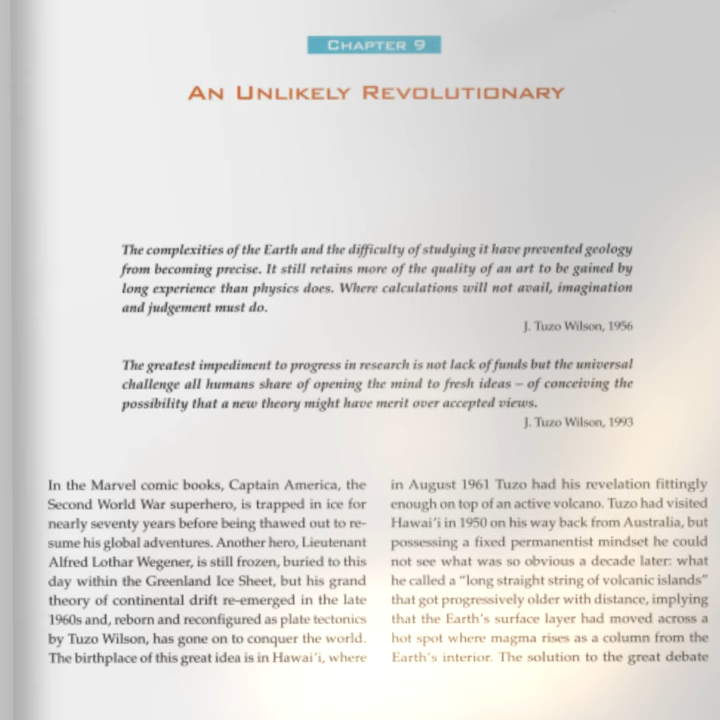 CHAPTER 9
AN UNLIKELY REVOLUTIONARY
The complexities of the Earth and the difficulty of studying it have prevented geology
from becoming precise. It still retains more of the quality of an art to be gained by
long experience than physics does. Where calculations will not avail, imagination
and judgement must do.
J. Tuzo Wilson, 1956
The greatest impediment to progress in research is not lack of funds but the universal
challenge all humans share of opening the mind to fresh ideas – of conceiving the
possibility that a new theory might have merit over accepted views.
J. Tuzo Wilson, 1993
In the Marvel comic books, Captain America, the
Second World War superhero, is trapped in ice for
nearly seventy years before being thawed out to re-
sume his global adventures. Another hero, Lieutenant
Alfred Lothar Wegener, is still frozen, buried to this
day within the Greenland Ice Sheet, but his grand
theory of continental drift re-emerged in the late
1960s and, reborn and reconfigured as plate tectonics
by Tuzo Wilson, has gone on to conquer the world.
The birthplace of this great idea is in Hawai'i, where
in August 1961 Tuzo had his revelation fittingly
enough on top of an active volcano. Tuzo had visited
Hawai'i in 1950 on his way back from Australia, but
possessing a fixed permanentist mindset he could
not see what was so obvious a decade later: what
he called a "long straight string of volcanic islands"
that got progressively older with distance, implying
that the Earth's surface layer had moved across a
hot spot where magma rises as a column from the
Earth's interior. The solution to the great debate